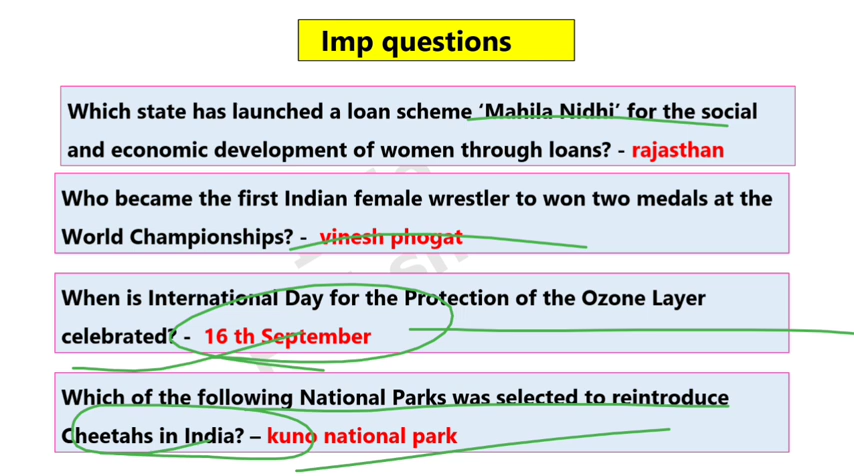 Imp questions
Which state has launched a loan scheme ‘Mahila Nidhi’ for the social
and economic development of women through loans? - rajasthan
Who became the first Indian female wrestler to won two medals at the
World Championships? - vinesh phogat
When is International Day for the Protection of the Ozone Layer
celebrated? - 16 th September
Which of the following National Parks was selected to reintroduce
Cheetahs in India? – kuno national park